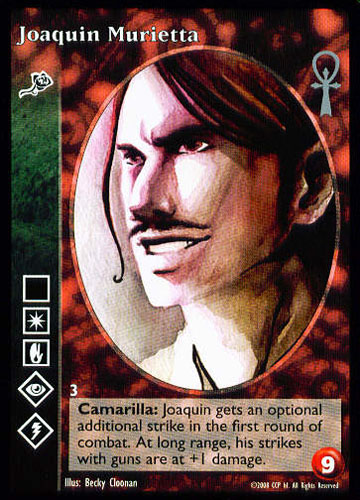 Joaquin Murietta
3
Camarilla: Joaquin gets an optional
additional strike in the first round of
combat. At long range, his strikes
with guns are at +1 damage.
9
Illus: Becky Cloonan
©2008 CCP hf. All Rights Reserved